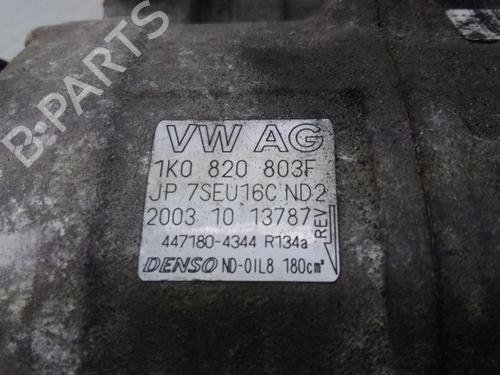 B-PARTS
VW AG
1K0 820 803F
JP 7SEU16C ND2
2003 10 13787
REV
447180-4344 R134a
DENSO ND-OIL8 180cm³